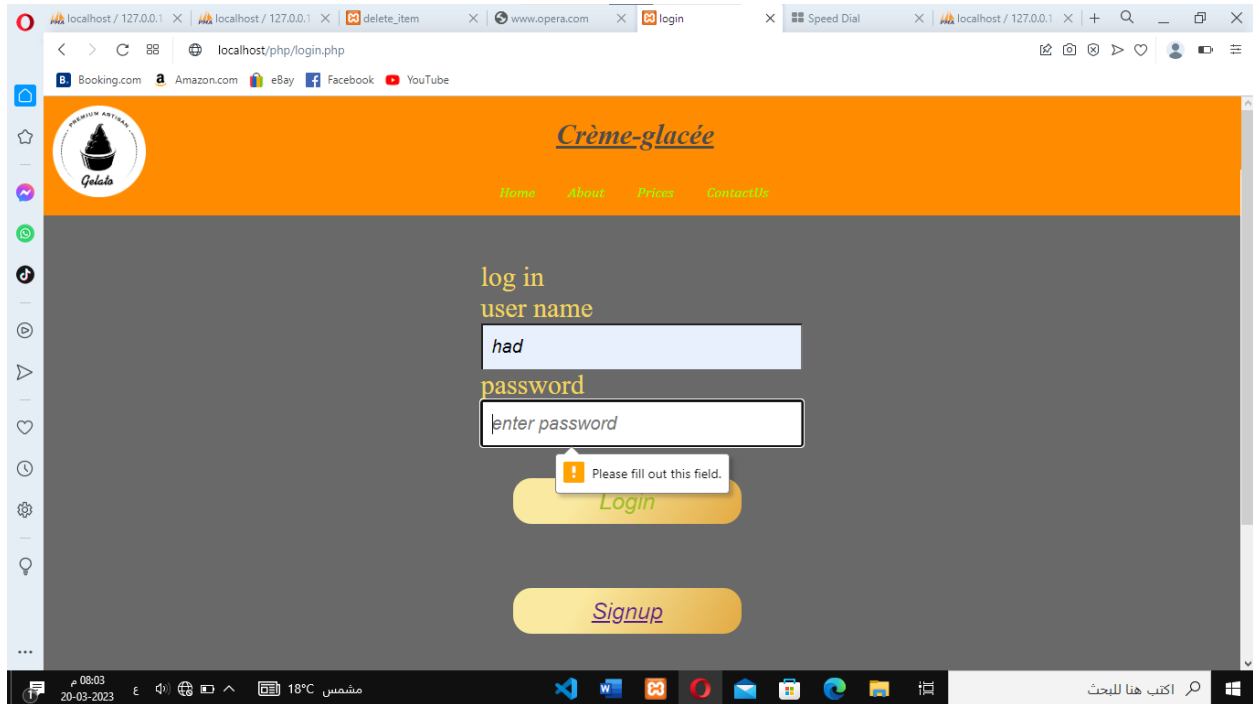 localhost / 127.0.0.1 localhost / 127.0.0.1 delete_item www.opera.com login Speed Dial localhost / 127.0.0.1
localhost/php/login.php
B. Booking.com a Amazon.com eBay Facebook YouTube
PREMIUM ARTISAN
Gelato
Crème-glacée
Home About Prices ContactUs
log in
user name
had
password
enter password
Please fill out this field.
Login
Signup
08:03 م
20-03-2023
ع
18°C مشمس
اكتب هنا للبحث
1